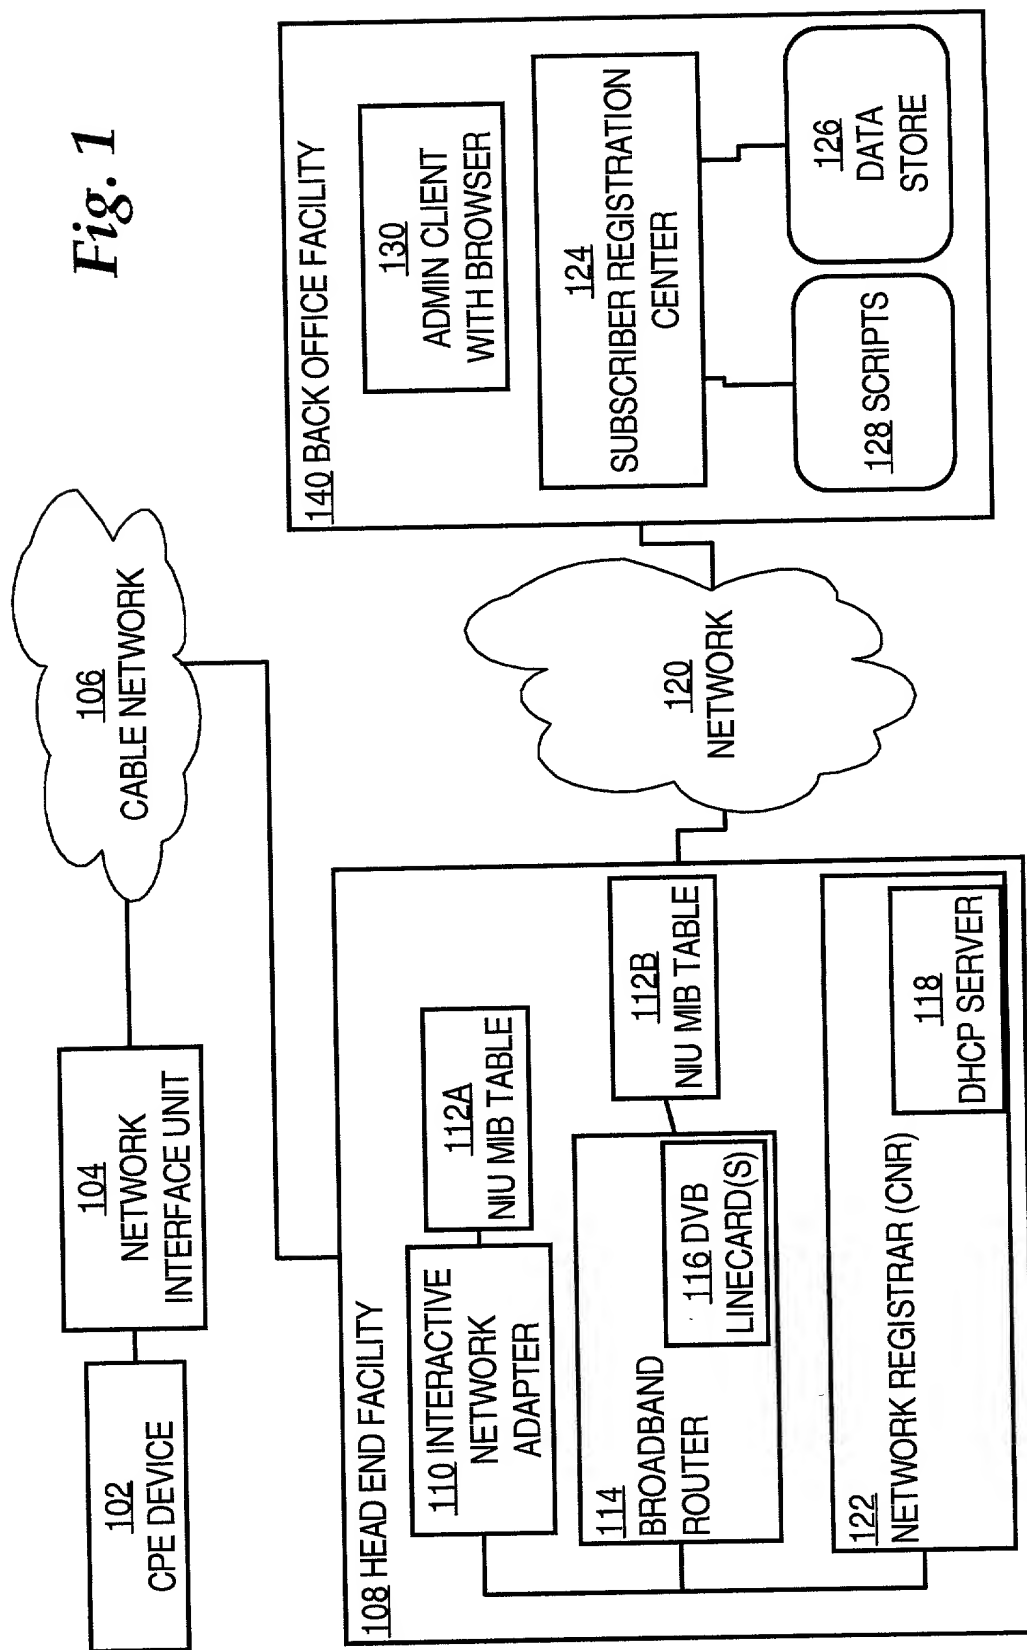 Fig. 1
102
CPE DEVICE
104
NETWORK
INTERFACE UNIT
106
CABLE NETWORK
108 HEAD END FACILITY
110 INTERACTIVE
NETWORK
ADAPTER
112A
NIU MIB TABLE
114
BROADBAND
ROUTER
116 DVB
LINECARD(S)
112B
NIU MIB TABLE
122
NETWORK REGISTRAR (CNR)
118
DHCP SERVER
120
NETWORK
140 BACK OFFICE FACILITY
130
ADMIN CLIENT
WITH BROWSER
124
SUBSCRIBER REGISTRATION
CENTER
128 SCRIPTS
126
DATA
STORE